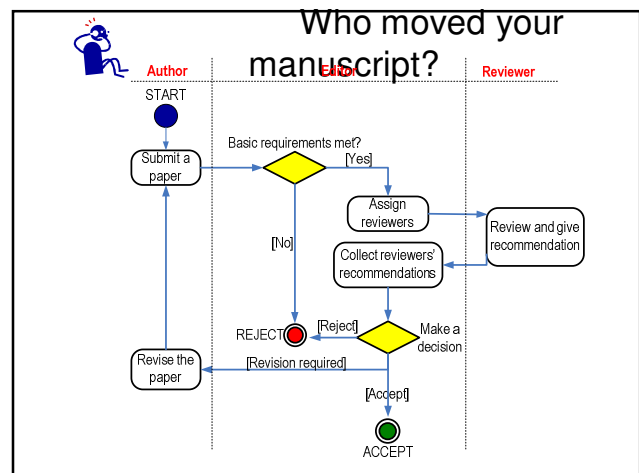 Who moved your
manuscript?
Author
Editor
Reviewer
START
Basic requirements met?
[Yes]
Submit a
paper
Assign
reviewers
Review and give
recommendation
[No]
Collect reviewers'
recommendations
REJECT
[Reject]
Make a
decision
Revise the
paper
[Revision required]
[Accept]
ACCEPT